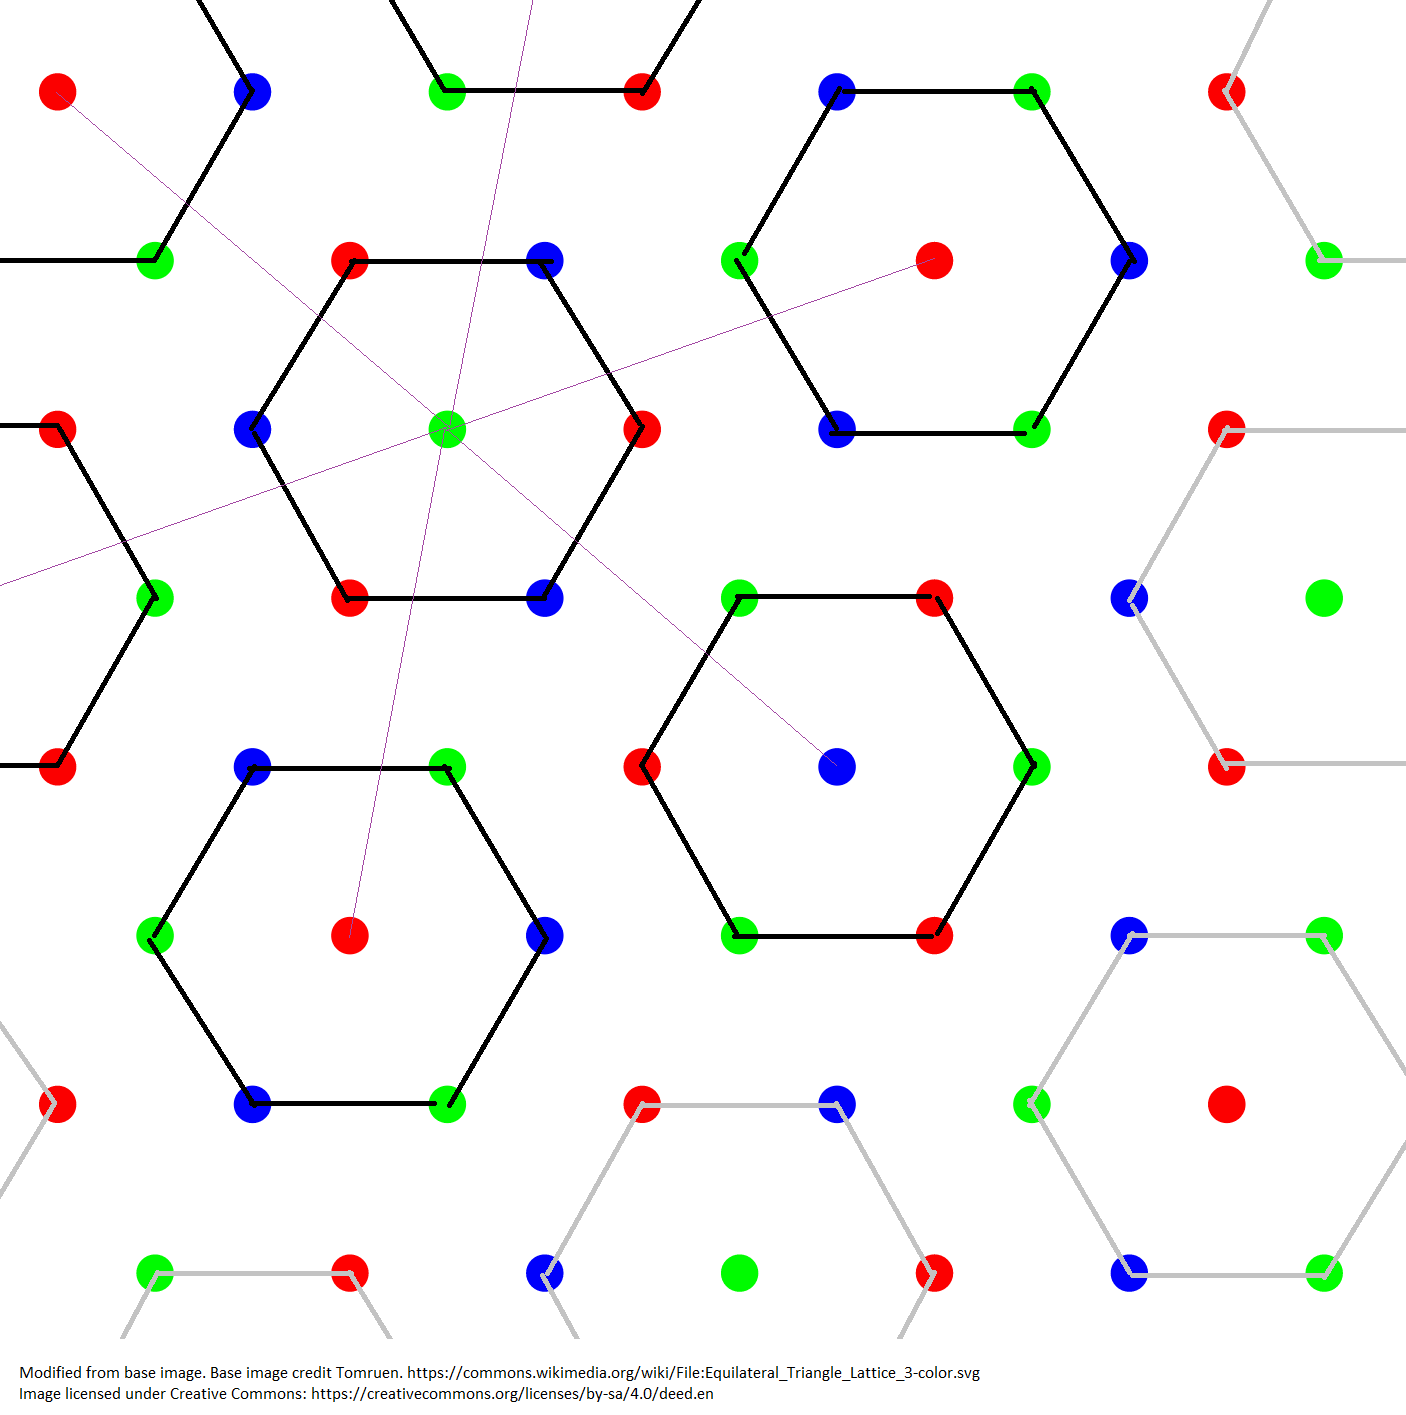 Modified from base image. Base image credit Tomruen. https://commons.wikimedia.org/wiki/File:Equilateral_Triangle_Lattice_3-color.svg
Image licensed under Creative Commons: https://creativecommons.org/licenses/by-sa/4.0/deed.en